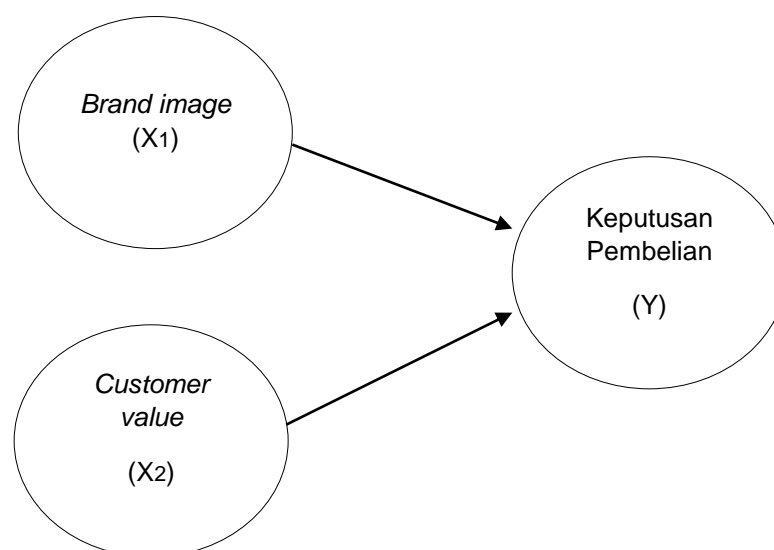 Brand image
(X1)
Keputusan
Pembelian
(Y)
Customer
value
(X2)